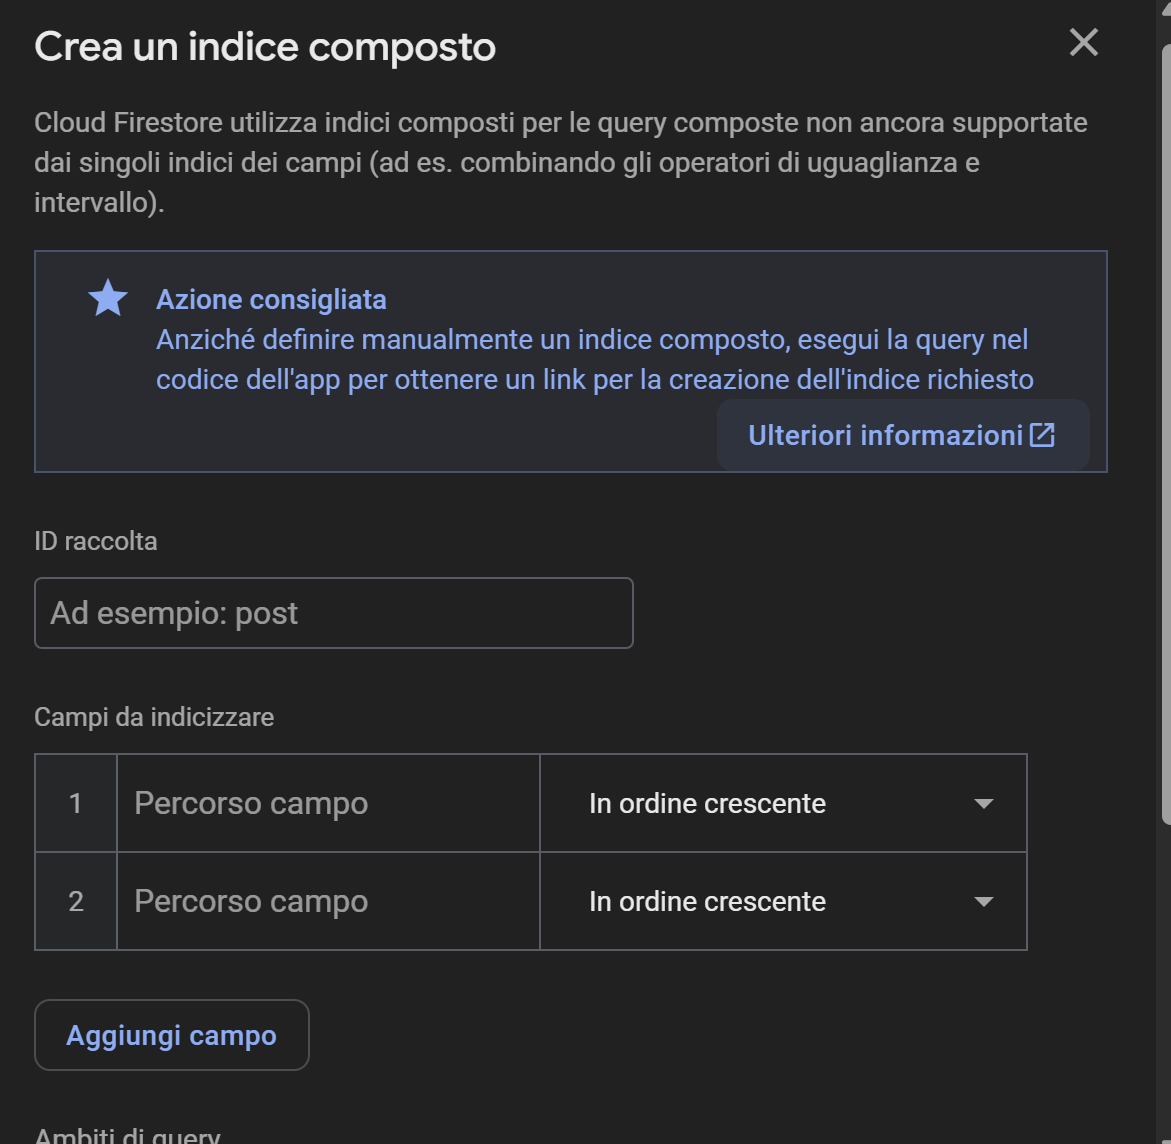 Crea un indice composto
Cloud Firestore utilizza indici composti per le query composte non ancora supportate
dai singoli indici dei campi (ad es. combinando gli operatori di uguaglianza e
intervallo).
Azione consigliata
Anziché definire manualmente un indice composto, esegui la query nel
codice dell'app per ottenere un link per la creazione dell'indice richiesto
Ulteriori informazioni
ID raccolta
Ad esempio: post
Campi da indicizzare
1 Percorso campo In ordine crescente
2 Percorso campo In ordine crescente
Aggiungi campo
Ambiti di query